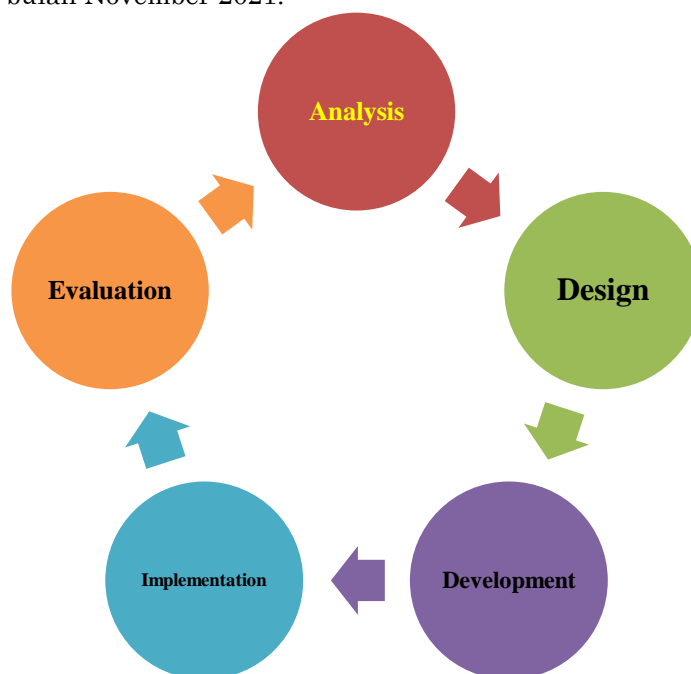 bulan November 2021.
Analysis
Design
Development
Implementation
Evaluation